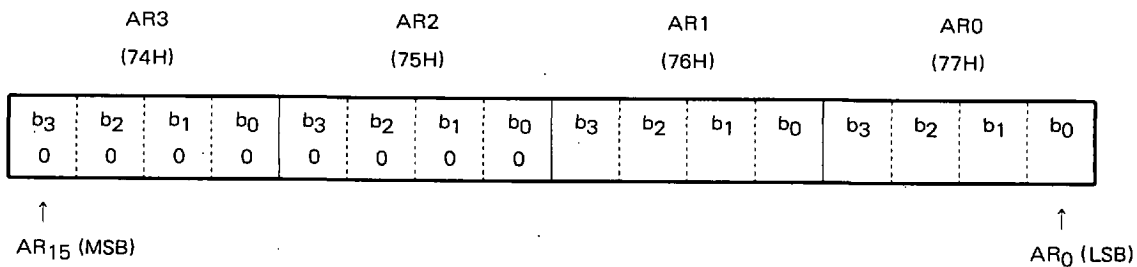 AR3 AR2 AR1 AR0
(74H) (75H) (76H) (77H)
b3 b2 b1 b0 b3 b2 b1 b0 b3 b2 b1 b0 b3 b2 b1 b0
0 0 0 0 0 0 0 0
↑ ↑
AR15 (MSB) AR0 (LSB)